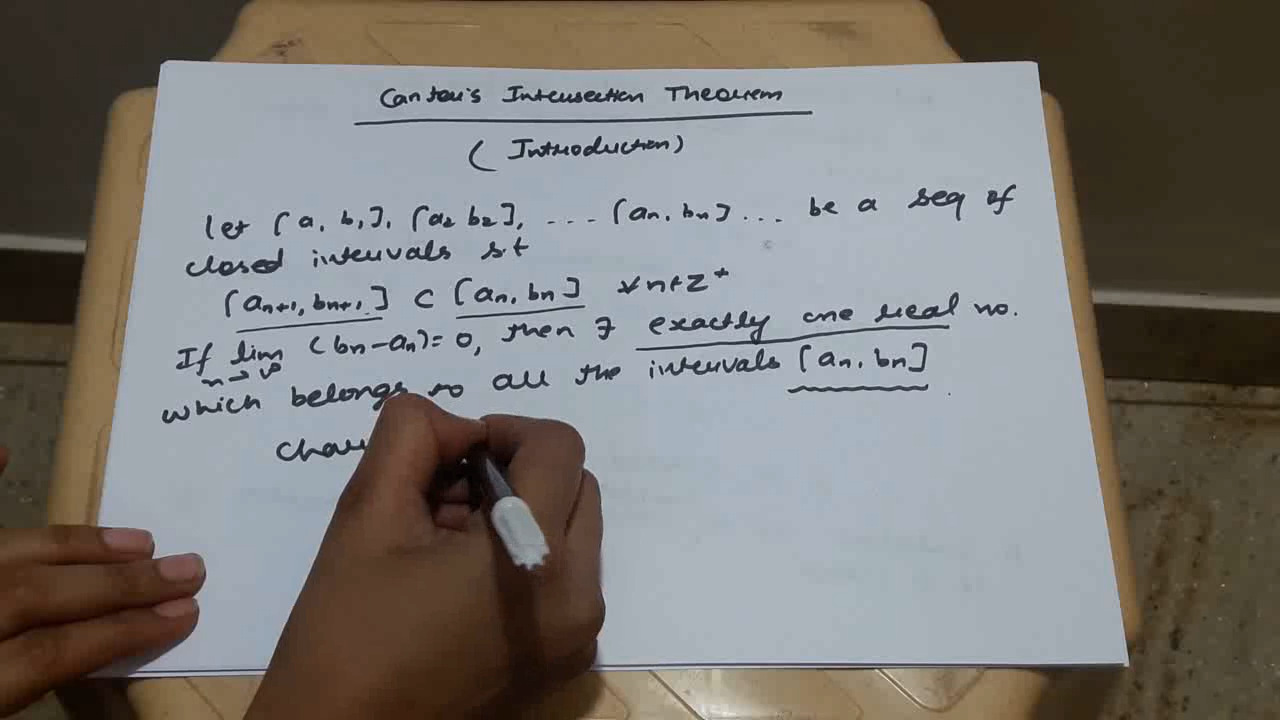 Cantor's Intersection Theorem
(Introduction)
let [a, b,], [a2 b2], ---- [an, bn] ... be a seq of
closed intervals st
[an+1, bn+1] ⊂ [an, bn] ∀ n ∈ Z+
If lim n→∞ (bn-an) = 0, then ∃ exactly one real no.
which belongs to all the intervals [an, bn]